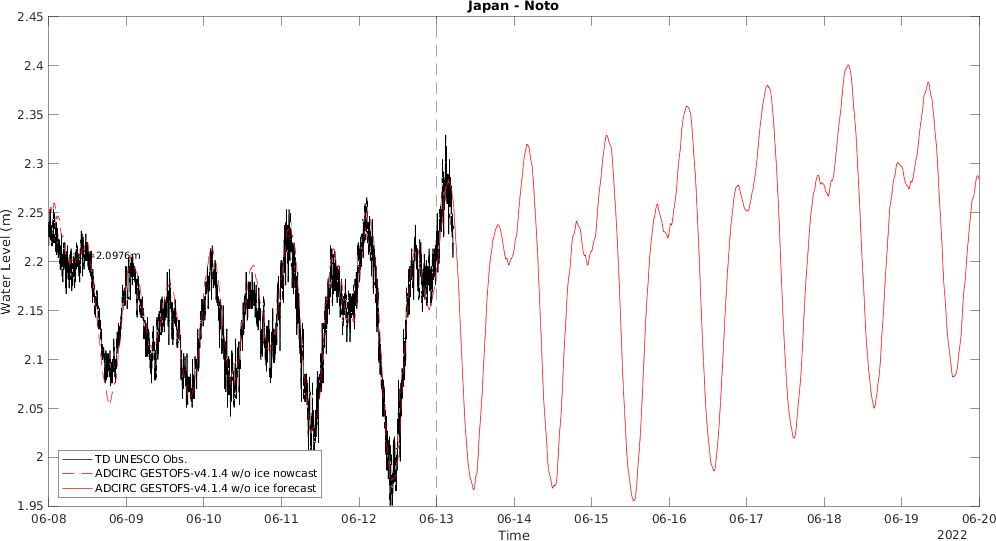 Japan - Noto
Water Level (m)
2.45
2.4
2.35
2.3
2.25
2.2
2.15
2.1
2.05
2
1.95
=2.0976m
TD UNESCO Obs.
ADCIRC GESTOFS-v4.1.4 w/o ice nowcast
ADCIRC GESTOFS-v4.1.4 w/o ice forecast
06-08 06-09 06-10 06-11 06-12 06-13 06-14 06-15 06-16 06-17 06-18 06-19 06-20
Time
2022